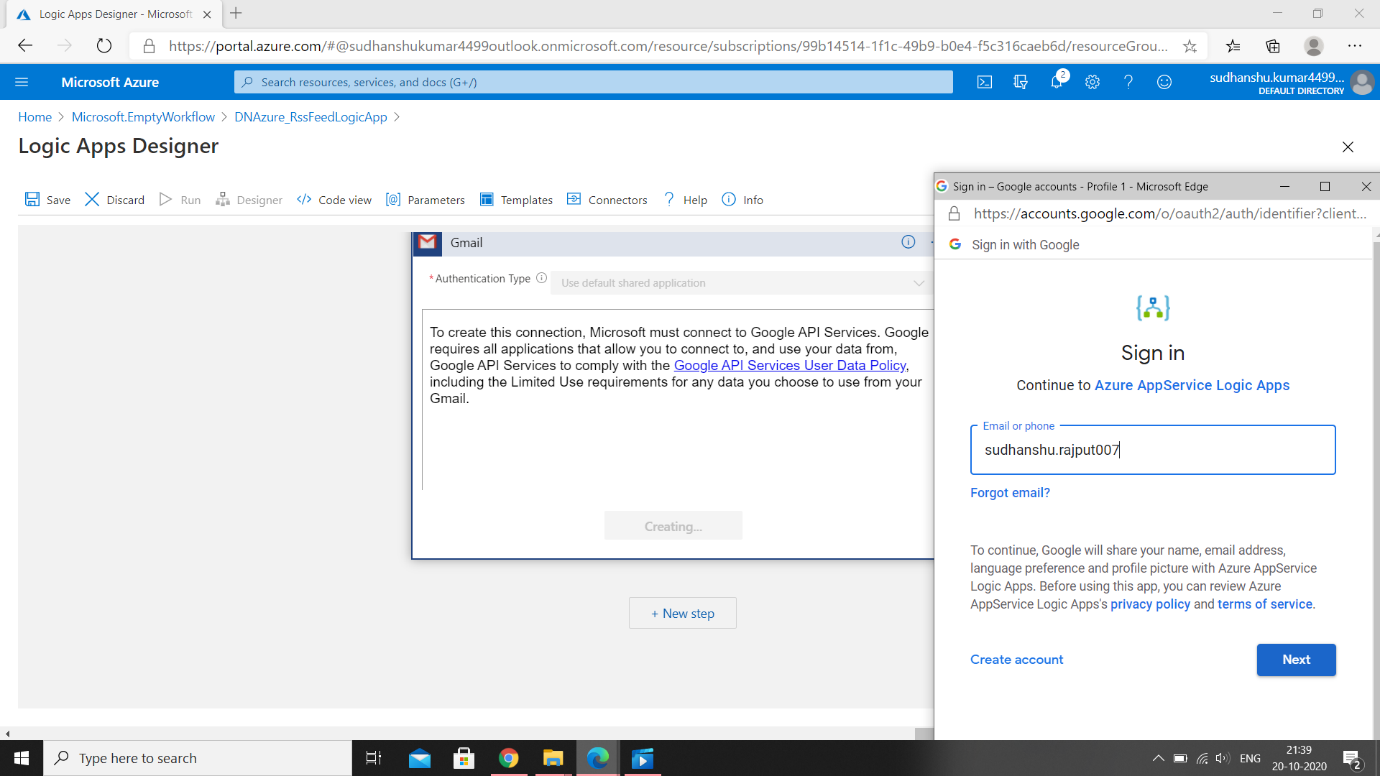 Logic Apps Designer - Microsoft
https://portal.azure.com/#@sudhanshukumar4499outlook.onmicrosoft.com/resource/subscriptions/99b14514-1f1c-49b9-b0e4-f5c316caeb6d/resourceGrou...
Microsoft Azure
Search resources, services, and docs (G+/)
2
sudhanshu.kumar4499...
DEFAULT DIRECTORY
Home > Microsoft.EmptyWorkflow > DNAzure_RssFeedLogicApp >
Logic Apps Designer
Save Discard Run Designer Code view Parameters Templates Connectors Help Info
Gmail
*Authentication Type
Use default shared application
To create this connection, Microsoft must connect to Google API Services. Google
requires all applications that allow you to connect to, and use your data from,
Google API Services to comply with the Google API Services User Data Policy,
including the Limited Use requirements for any data you choose to use from your
Gmail.
Creating...
+ New step
Sign in – Google accounts - Profile 1 - Microsoft Edge
https://accounts.google.com/o/oauth2/auth/identifier?client...
Sign in with Google
Sign in
Continue to Azure AppService Logic Apps
Email or phone
sudhanshu.rajput007
Forgot email?
To continue, Google will share your name, email address,
language preference and profile picture with Azure AppService
Logic Apps. Before using this app, you can review Azure
AppService Logic Apps's privacy policy and terms of service.
Create account
Next
Type here to search
ENG
21:39
20-10-2020
2